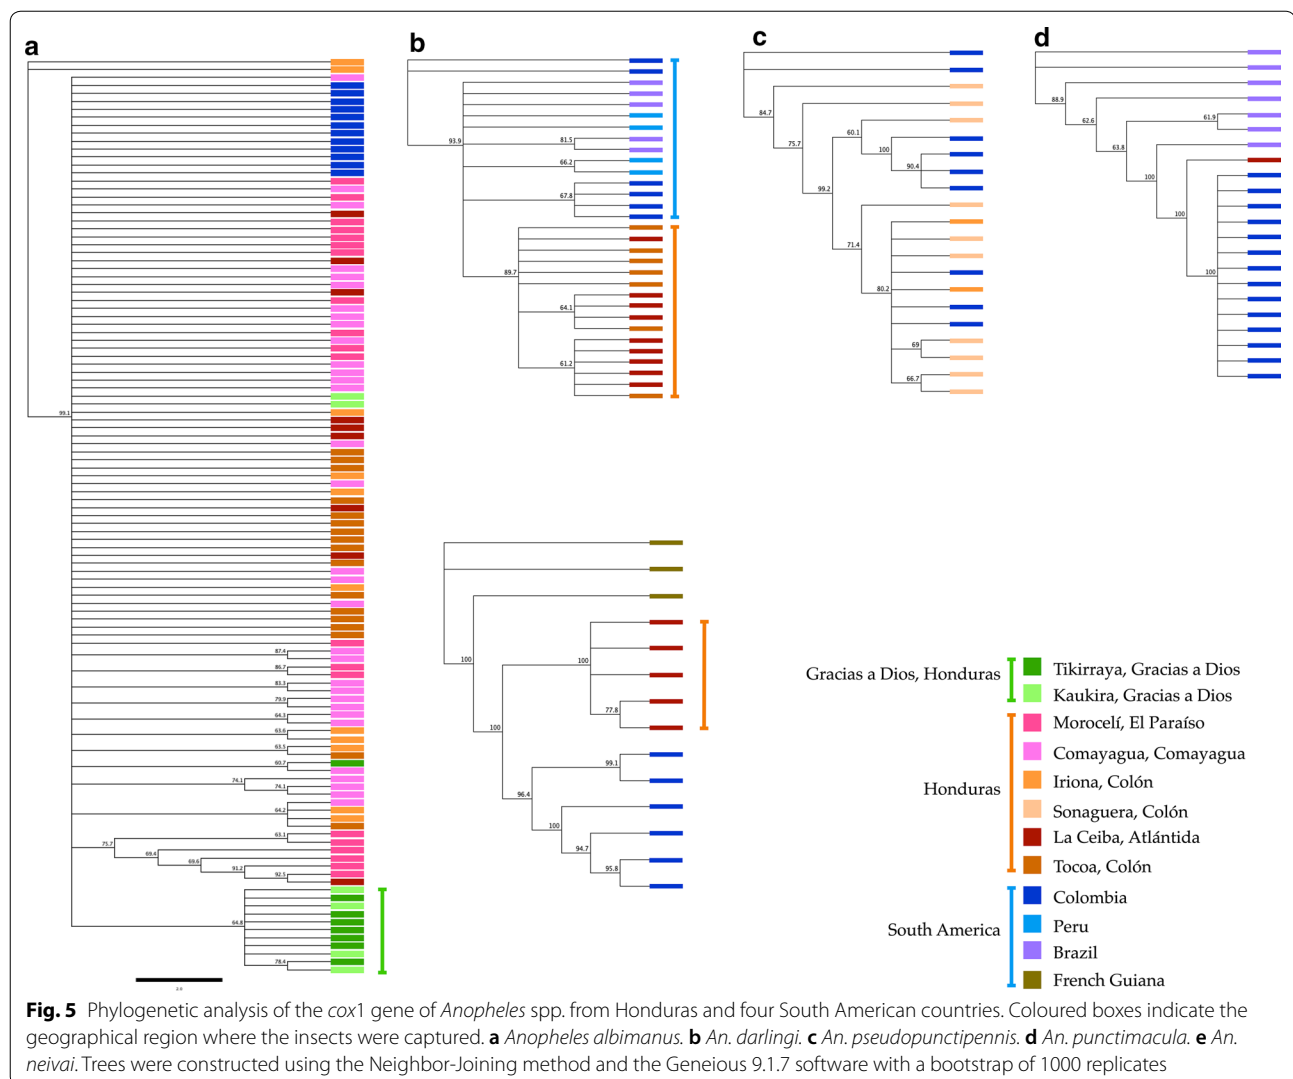 a
b
c
d
99.1
87.4
86.7
83.3
79.9
64.3
63.6
63.5
60.7
74.1
74.1
64.2
75.7
63.1
69.4
69.6
91.2
92.5
64.8
78.4
93.9
81.5
66.2
67.8
89.7
64.1
61.2
84.7
75.7
60.1
100
90.4
99.2
71.4
80.2
69
66.7
88.9
62.6
61.9
63.8
100
100
100
100
100
77.8
100
99.1
96.4
100
94.7
95.8
Gracias a Dios, Honduras
Tikirraya, Gracias a Dios
Kaukira, Gracias a Dios
Honduras
Morocelí, El Paraíso
Comayagua, Comayagua
Iriona, Colón
Sonaguera, Colón
La Ceiba, Atlántida
Tocoa, Colón
South America
Colombia
Peru
Brazil
French Guiana
Fig. 5 Phylogenetic analysis of the cox1 gene of Anopheles spp. from Honduras and four South American countries. Coloured boxes indicate the
geographical region where the insects were captured. a Anopheles albimanus. b An. darlingi. c An. pseudopunctipennis. d An. punctimacula. e An.
neivai. Trees were constructed using the Neighbor-Joining method and the Geneious 9.1.7 software with a bootstrap of 1000 replicates